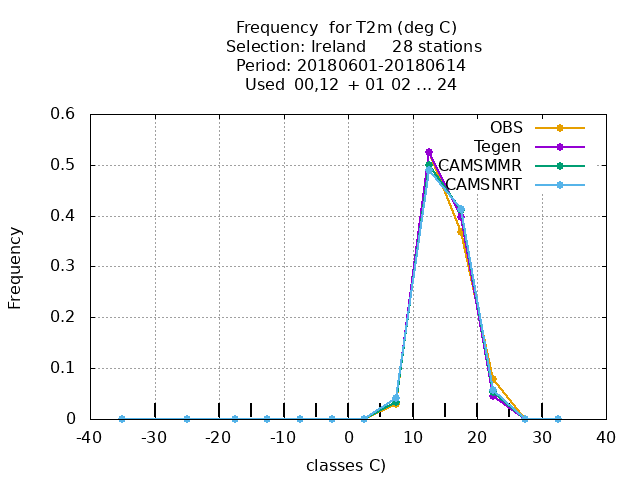 Frequency  for T2m (deg C)
Selection: Ireland     28 stations
Period: 20180601-20180614
Used  00,12  + 01 02 ... 24
0.6
0.5
0.4
0.3
0.2
0.1
0
Frequency
OBS
Tegen
CAMSMMR
CAMSNRT
-40 -30 -20 -10 0 10 20 30 40
classes C)